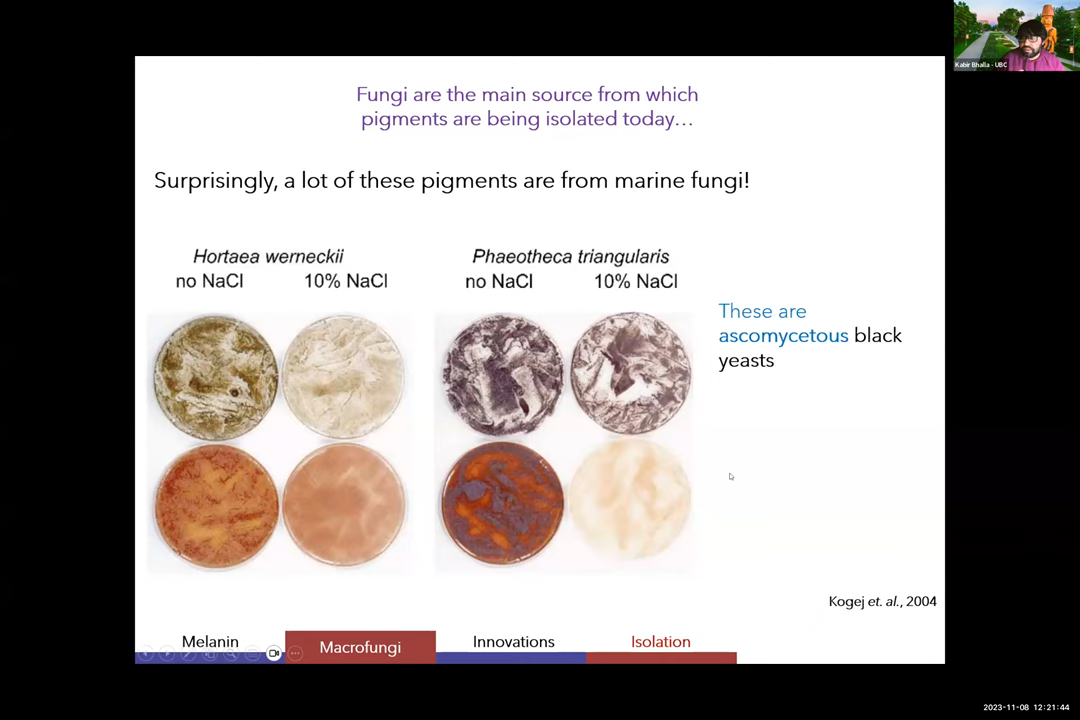 Kabir Bhalla - UBC
Fungi are the main source from which
pigments are being isolated today…
Surprisingly, a lot of these pigments are from marine fungi!
Hortaea werneckii
no NaCl 10% NaCl
Phaeotheca triangularis
no NaCl 10% NaCl
These are
ascomycetous black
yeasts
Kogej et. al., 2004
Melanin
Macrofungi
Innovations
Isolation
2023-11-08 12:21:44